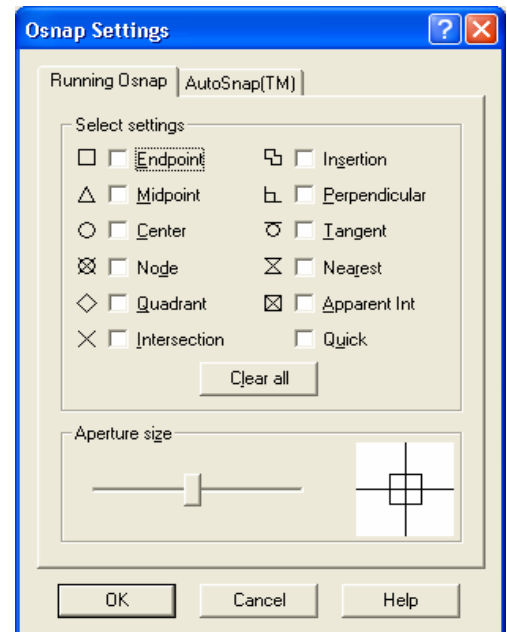 Osnap Settings
Running Osnap AutoSnap(TM)
Select settings
Endpoint Insertion
Midpoint Perpendicular
Center Tangent
Node Nearest
Quadrant Apparent Int
Intersection Quick
Clear all
Aperture size
OK Cancel Help